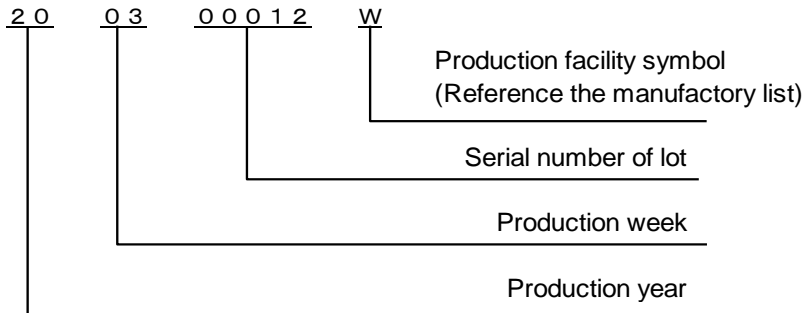 ２０ ０３ ０００１２ W
Production facility symbol
(Reference the manufactory list)
Serial number of lot
Production week
Production year